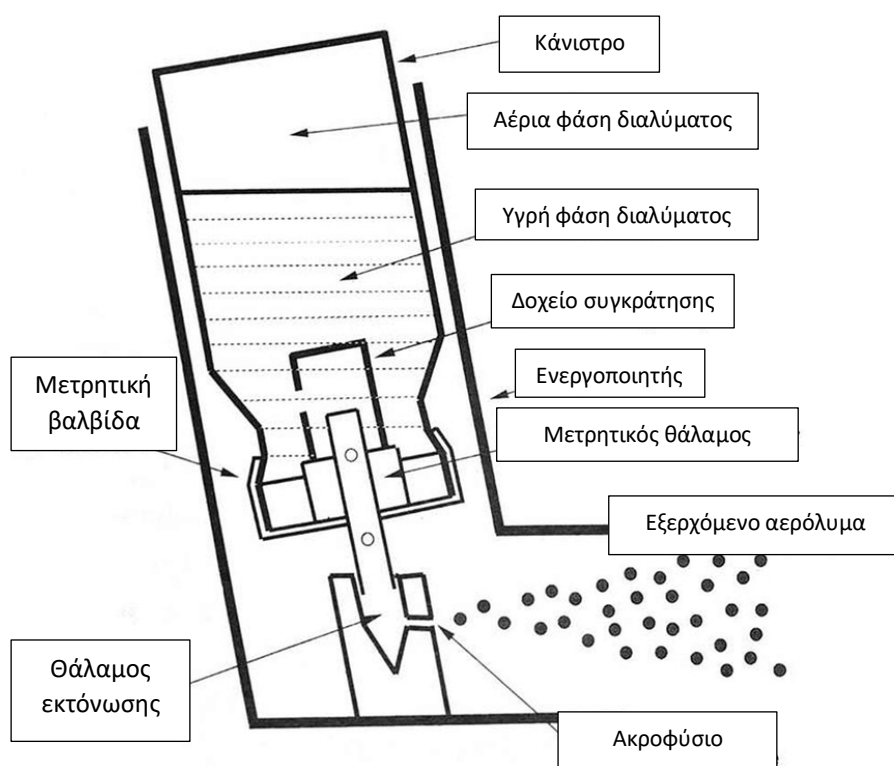 Κάνιστρο
Αέρια φάση διαλύματος
Υγρή φάση διαλύματος
Δοχείο συγκράτησης
Ενεργοποιητής
Μετρητική
βαλβίδα
Μετρητικός θάλαμος
Εξερχόμενο αερόλυμα
Θάλαμος
εκτόνωσης
Ακροφύσιο